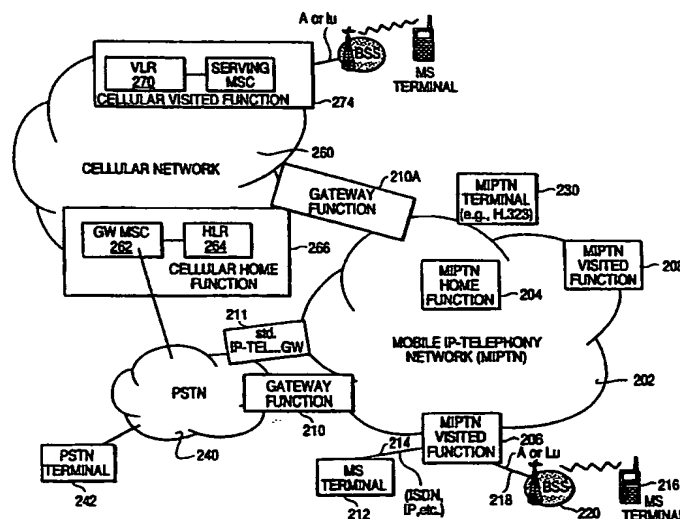 A or Iu
VLR
270
SERVING
MSC
CELLULAR VISITED FUNCTION
274
BSS
MS
TERMINAL
260
CELLULAR NETWORK
210A
GATEWAY
FUNCTION
MIPTN
TERMINAL
(e.g., H.323)
230
GW MSC
262
HLR
264
CELLULAR HOME
FUNCTION
266
MIPTN
HOME
FUNCTION
204
MIPTN
VISITED
FUNCTION
208
211
std.
IP-TEL...GW
MOBILE IP-TELEPHONY
NETWORK (MIPTN)
202
PSTN
GATEWAY
FUNCTION
210
240
PSTN
TERMINAL
242
214
MS
TERMINAL
212
(ISDN,
IP, etc.)
MIPTN
VISITED
FUNCTION
206
A or Lu
218
BSS
220
216
MS
TERMINAL